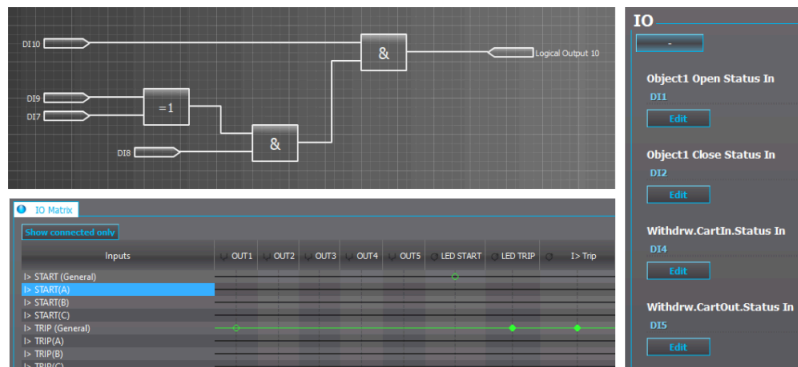 DI10
&
Logical Output 10
DI9
=1
DI7
&
DI8
IO Matrix
Show connected only
Inputs OUT1 OUT2 OUT3 OUT4 OUT5 LED START LED TRIP I> Trip
I> START (General)
I> START(A)
I> START(B)
I> START(C)
I> TRIP (General)
I> TRIP(A)
I> TRIP(B)
I> TRIP(C)
IO
-
Object1 Open Status In
DI1
Edit
Object1 Close Status In
DI2
Edit
Withdrw.CartIn.Status In
DI4
Edit
Withdrw.CartOut.Status In
DI5
Edit